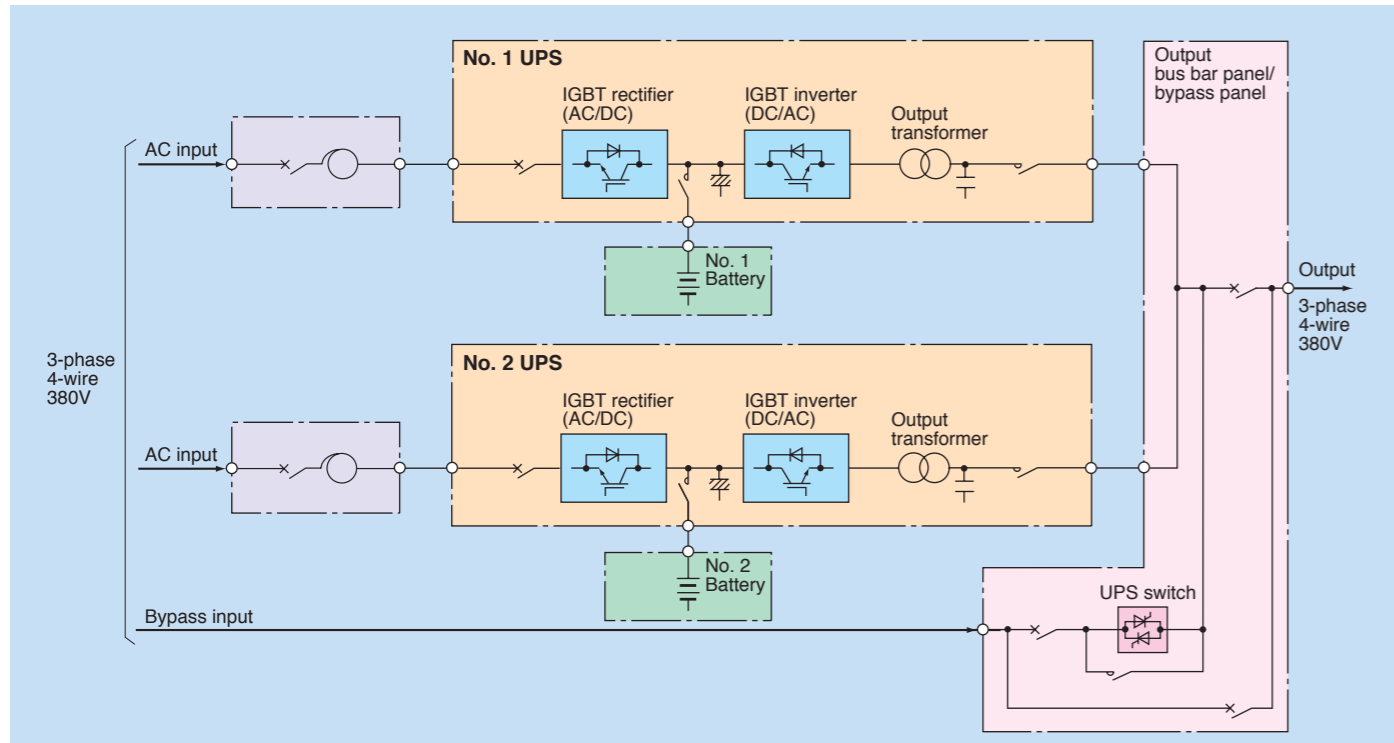 No. 1 UPS
Output
bus bar panel/
bypass panel
IGBT rectifier
(AC/DC)
IGBT inverter
(DC/AC)
Output
transformer
AC input
No. 1
Battery
Output
3-phase
4-wire
380V
3-phase
4-wire
380V
No. 2 UPS
IGBT rectifier
(AC/DC)
IGBT inverter
(DC/AC)
Output
transformer
AC input
No. 2
Battery
UPS switch
Bypass input